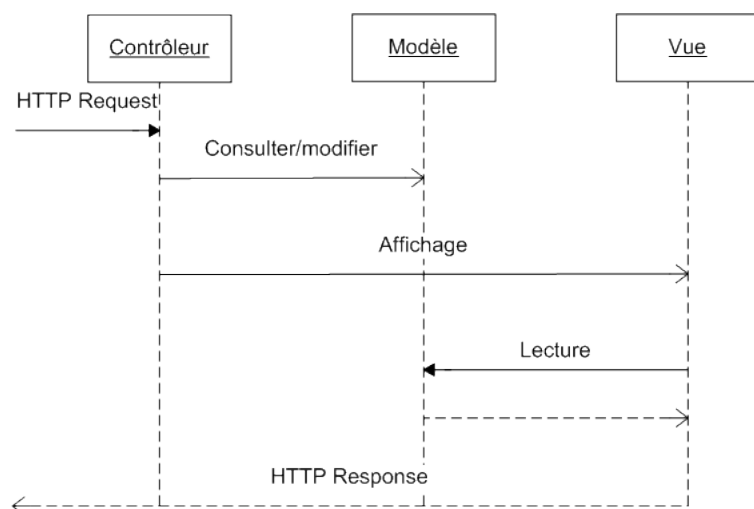 Contrôleur
Modèle
Vue
HTTP Request
Consulter/modifier
Affichage
Lecture
HTTP Response